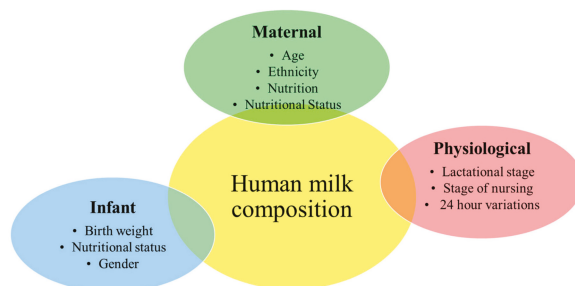 Maternal
• Age
• Ethnicity
• Nutrition
• Nutritional Status
Physiological
• Lactational stage
• Stage of nursing
• 24 hour variations
Human milk
composition
Infant
• Birth weight
• Nutritional status
• Gender